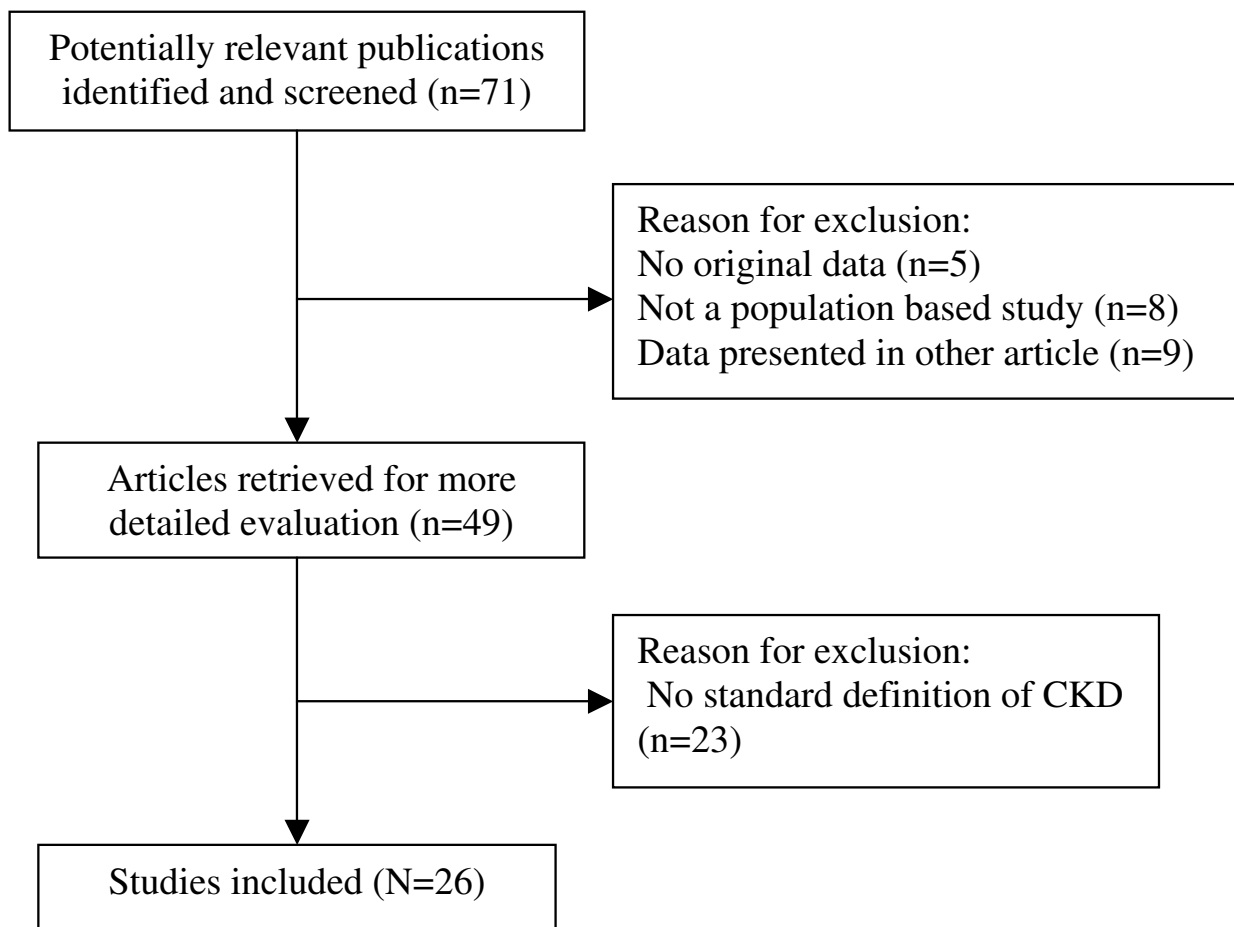 Potentially relevant publications
identified and screened (n=71)
Reason for exclusion:
No original data (n=5)
Not a population based study (n=8)
Data presented in other article (n=9)
Articles retrieved for more
detailed evaluation (n=49)
Reason for exclusion:
No standard definition of CKD
(n=23)
Studies included (N=26)